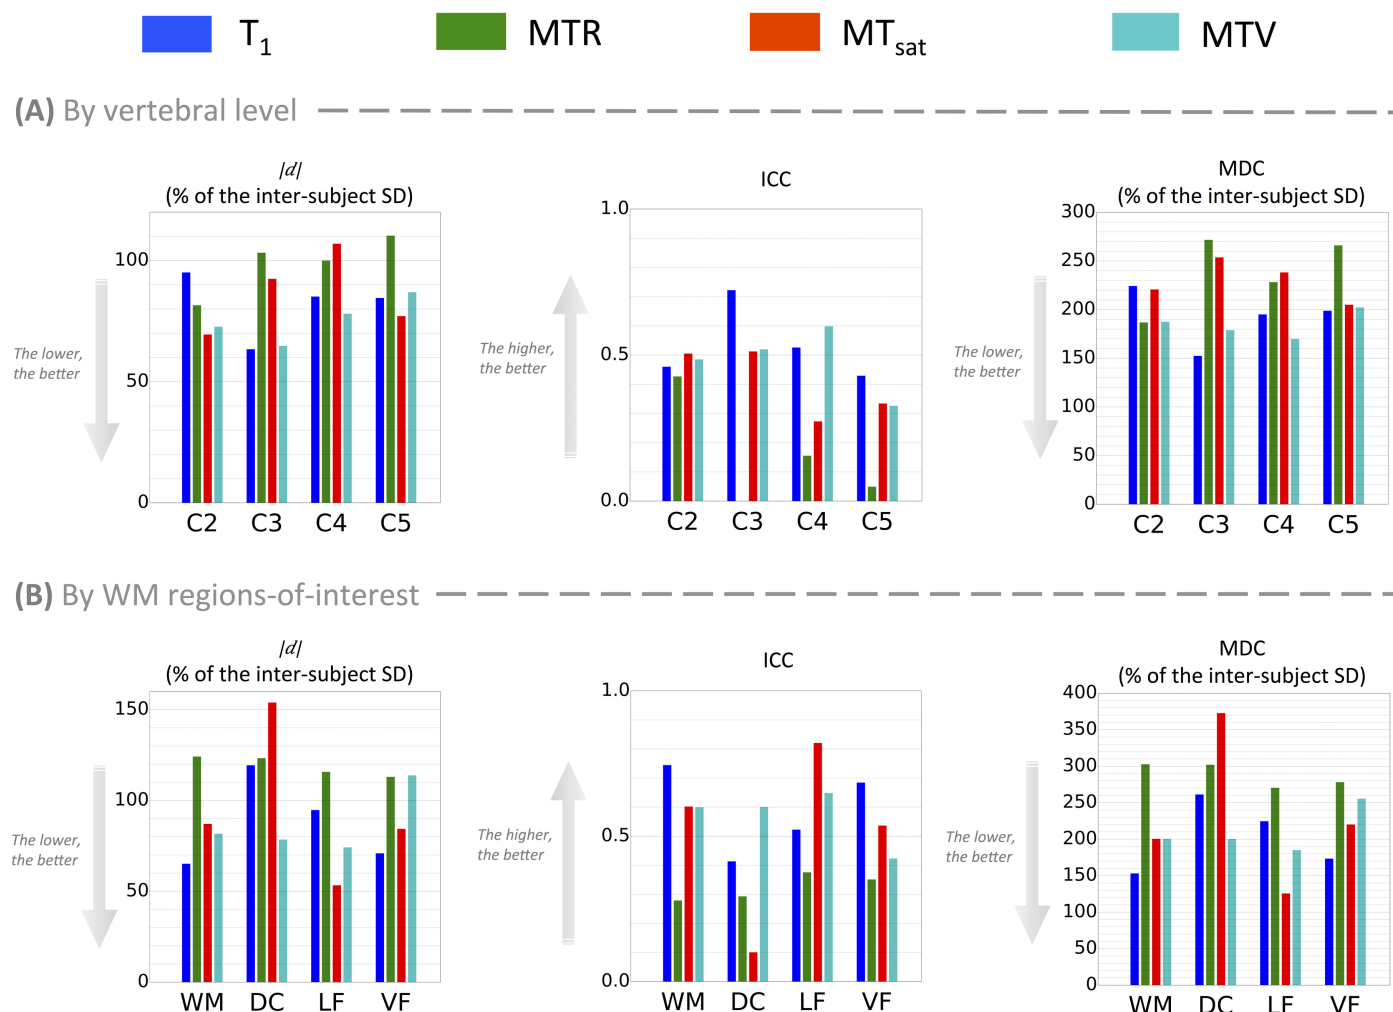 T1 MTR MTsat MTV
(A) By vertebral level
|d|
(% of the inter-subject SD)
ICC
MDC
(% of the inter-subject SD)
100
50
0
The lower,
the better
C2 C3 C4 C5
1.0
0.5
0.0
The higher,
the better
C2 C3 C4 C5
300
250
200
150
100
50
0
The lower,
the better
C2 C3 C4 C5
(B) By WM regions-of-interest
|d|
(% of the inter-subject SD)
ICC
MDC
(% of the inter-subject SD)
150
100
50
0
The lower,
the better
WM DC LF VF
1.0
0.5
0.0
The higher,
the better
WM DC LF VF
400
350
300
250
200
150
100
50
0
The lower,
the better
WM DC LF VF